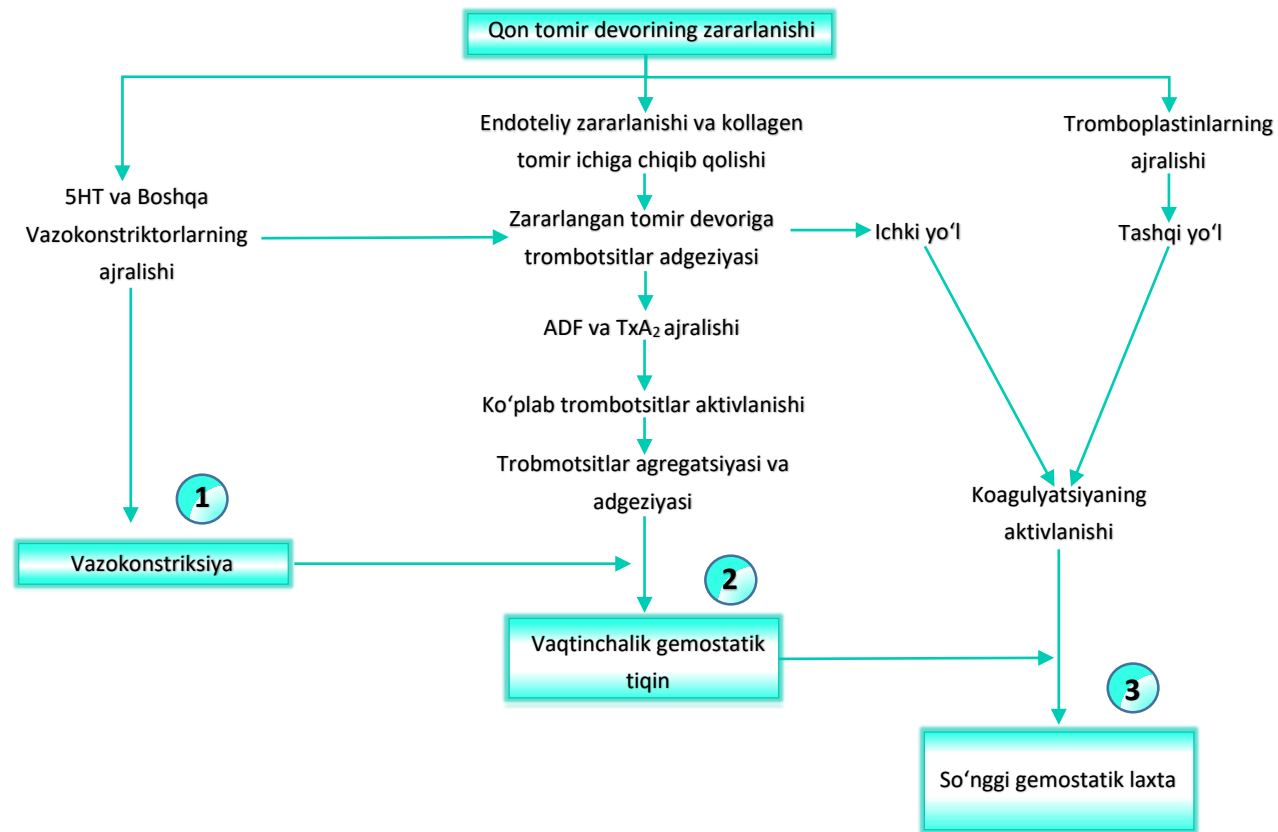 Qon tomir devorining zararlanishi
Endoteliy zararlanishi va kollagen
tomir ichiga chiqib qolishi
Tromboplastinlarning
ajralishi
5HT va Boshqa
Vazokonstriktorlarning
ajralishi
Zararlangan tomir devoriga
trombotsitlar adgeziyasi
Ichki yo‘l
Tashqi yo‘l
ADF va TxA₂ ajralishi
Ko‘plab trombotsitlar aktivlanishi
Trobmotsitlar agregatsiyasi va
adgeziyasi
Koagulyatsiyaning
aktivlanishi
1
Vazokonstriksiya
2
Vaqtinchalik gemostatik
tiqin
3
So‘nggi gemostatik laxta